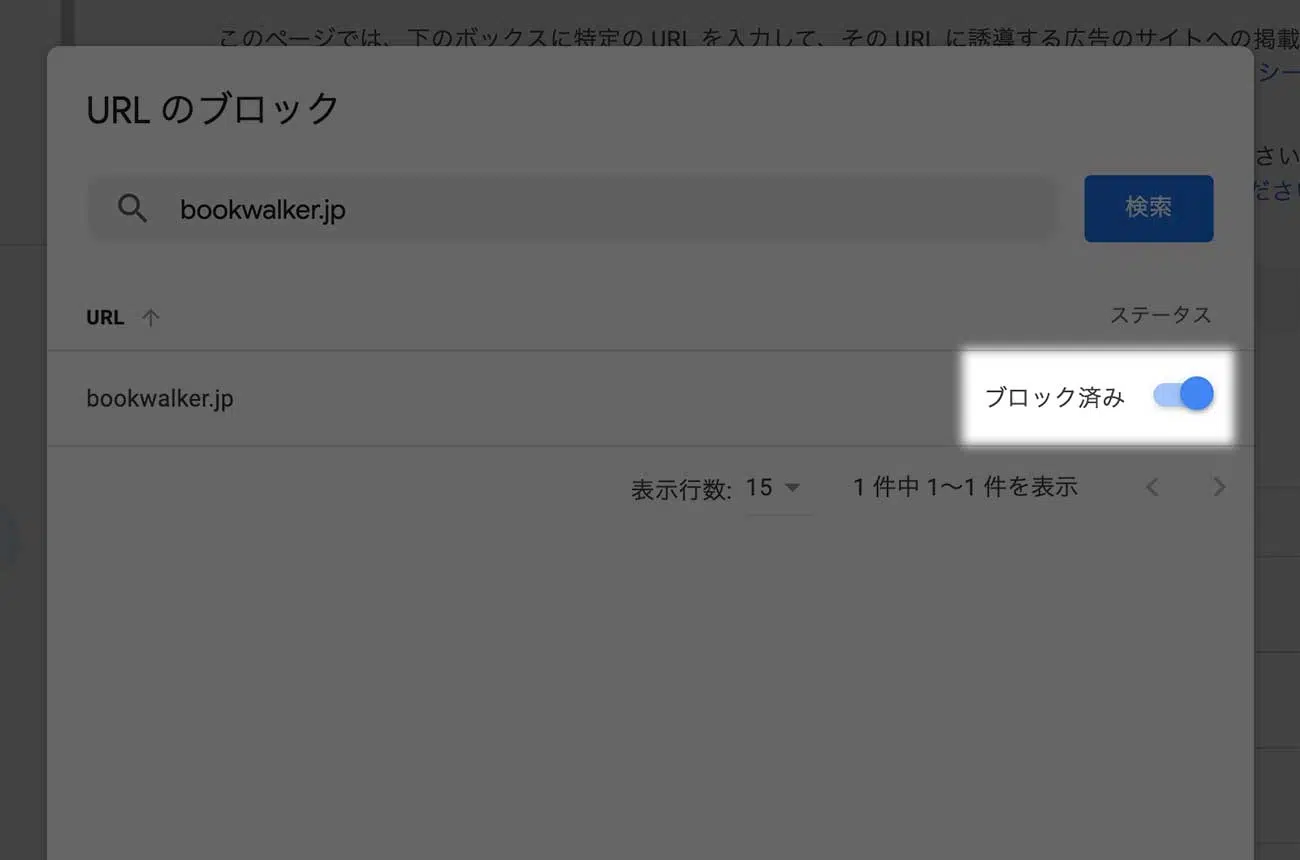 このページでは、下のボックスに特定の URL を入力して、その URL に誘導する広告のサイトへの掲載
シー
URL のブロック
さい
ださい
bookwalker.jp
検索
URL
ステータス
bookwalker.jp
ブロック済み
表示行数: 15
1 件中 1〜1 件を表示